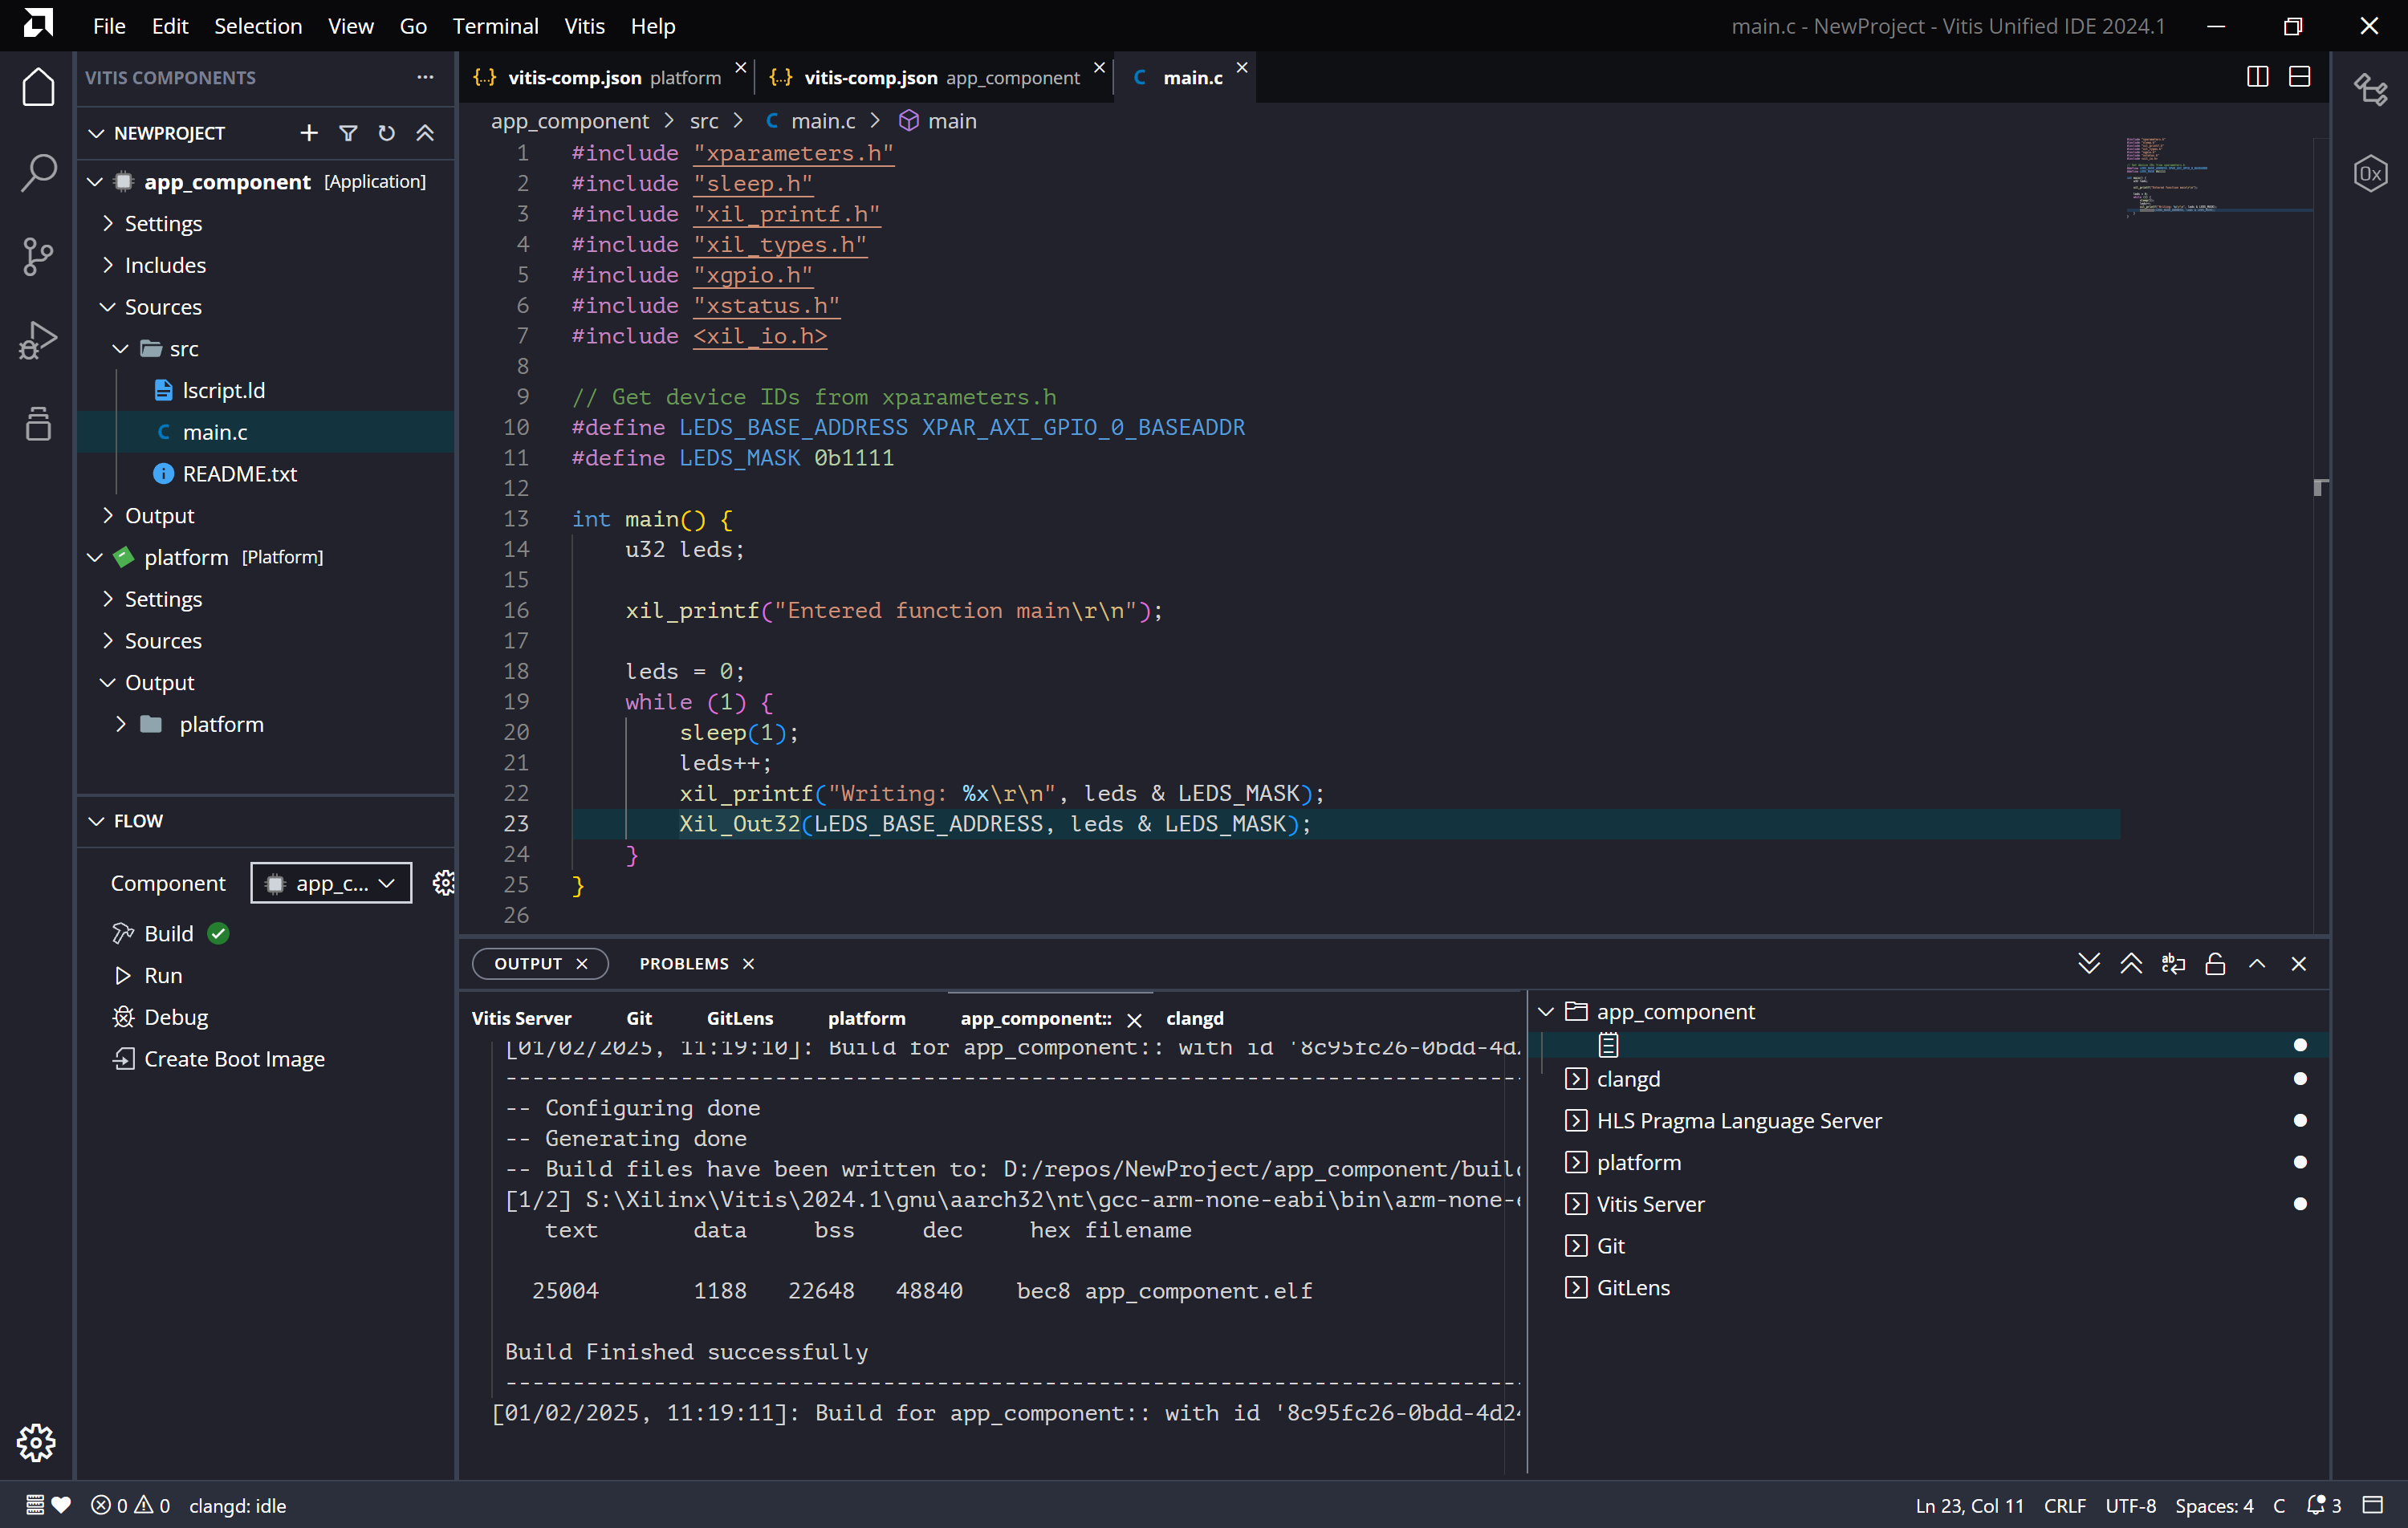 File Edit Selection View Go Terminal Vitis Help
main.c - NewProject - Vitis Unified IDE 2024.1
VITIS COMPONENTS
NEWPROJECT
app_component [Application]
Settings
Includes
Sources
src
lscript.ld
main.c
README.txt
Output
platform [Platform]
Settings
Sources
Output
platform
FLOW
Component app_c...
Build
Run
Debug
Create Boot Image
vitis-comp.json platform
vitis-comp.json app_component
C main.c
app_component > src > C main.c > main
1 #include "xparameters.h"
2 #include "sleep.h"
3 #include "xil_printf.h"
4 #include "xil_types.h"
5 #include "xgpio.h"
6 #include "xstatus.h"
7 #include <xil_io.h>
8
9 // Get device IDs from xparameters.h
10 #define LEDS_BASE_ADDRESS XPAR_AXI_GPIO_0_BASEADDR
11 #define LEDS_MASK 0b1111
12
13 int main() {
14 u32 leds;
15
16 xil_printf("Entered function main\r\n");
17
18 leds = 0;
19 while (1) {
20 sleep(1);
21 leds++;
22 xil_printf("Writing: %x\r\n", leds & LEDS_MASK);
23 Xil_Out32(LEDS_BASE_ADDRESS, leds & LEDS_MASK);
24 }
25 }
26
OUTPUT PROBLEMS
Vitis Server Git GitLens platform app_component:: clangd
[01/02/2025, 11:19:10]: Build for app_component:: with id '8c95fc26-0bdd-4d
-- Configuring done
-- Generating done
-- Build files have been written to: D:/repos/NewProject/app_component/buil
[1/2] S:\Xilinx\Vitis\2024.1\gnu\aarch32\nt\gcc-arm-none-eabi\bin\arm-none-
text data bss dec hex filename
25004 1188 22648 48840 bec8 app_component.elf
Build Finished successfully
[01/02/2025, 11:19:11]: Build for app_component:: with id '8c95fc26-0bdd-4d24
app_component
clangd
HLS Pragma Language Server
platform
Vitis Server
Git
GitLens
0 0 clangd: idle
Ln 23, Col 11 CRLF UTF-8 Spaces: 4 C 3